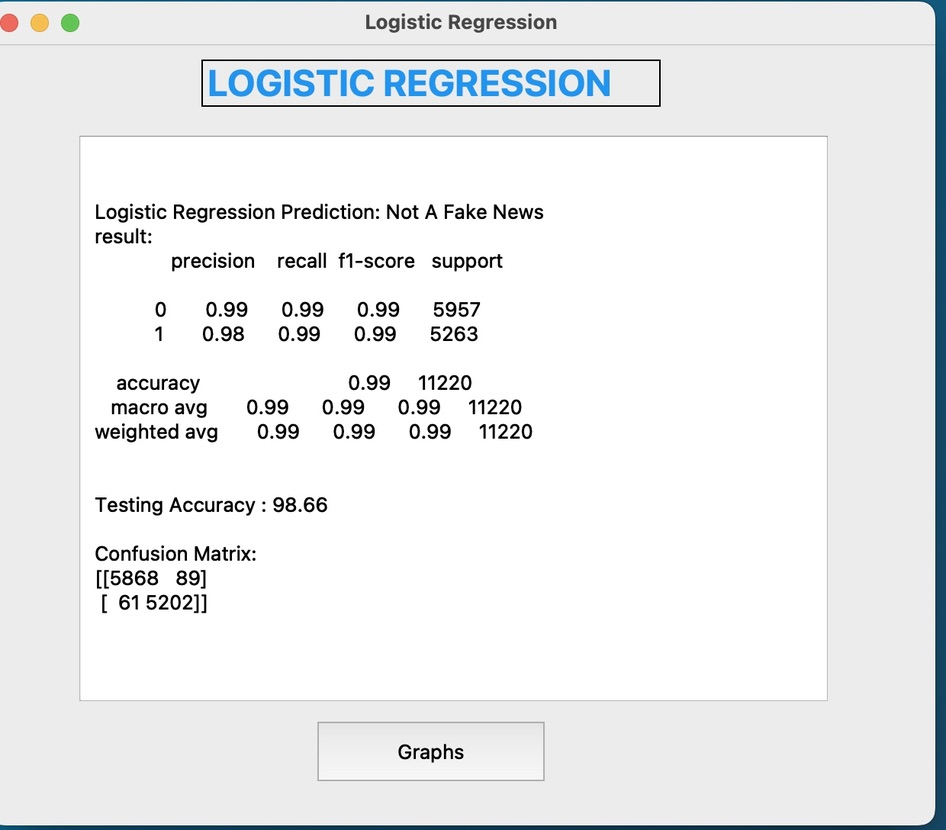 Logistic Regression
LOGISTIC REGRESSION
Logistic Regression Prediction: Not A Fake News
result:
precision recall f1-score support
0 0.99 0.99 0.99 5957
1 0.98 0.99 0.99 5263
accuracy 0.99 11220
macro avg 0.99 0.99 0.99 11220
weighted avg 0.99 0.99 0.99 11220
Testing Accuracy : 98.66
Confusion Matrix:
[[5868 89]
[ 61 5202]]
Graphs